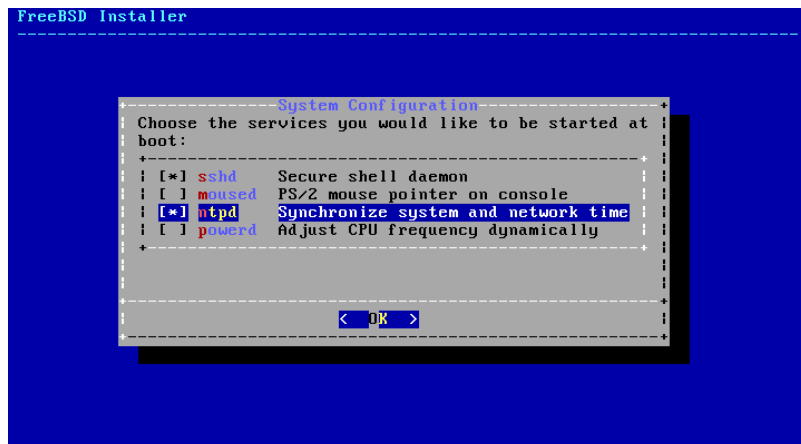 FreeBSD Installer
System Configuration
Choose the services you would like to be started at
boot:
[*] sshd Secure shell daemon
[ ] moused PS/2 mouse pointer on console
[*] ntpd Synchronize system and network time
[ ] powerd Adjust CPU frequency dynamically
< OK >